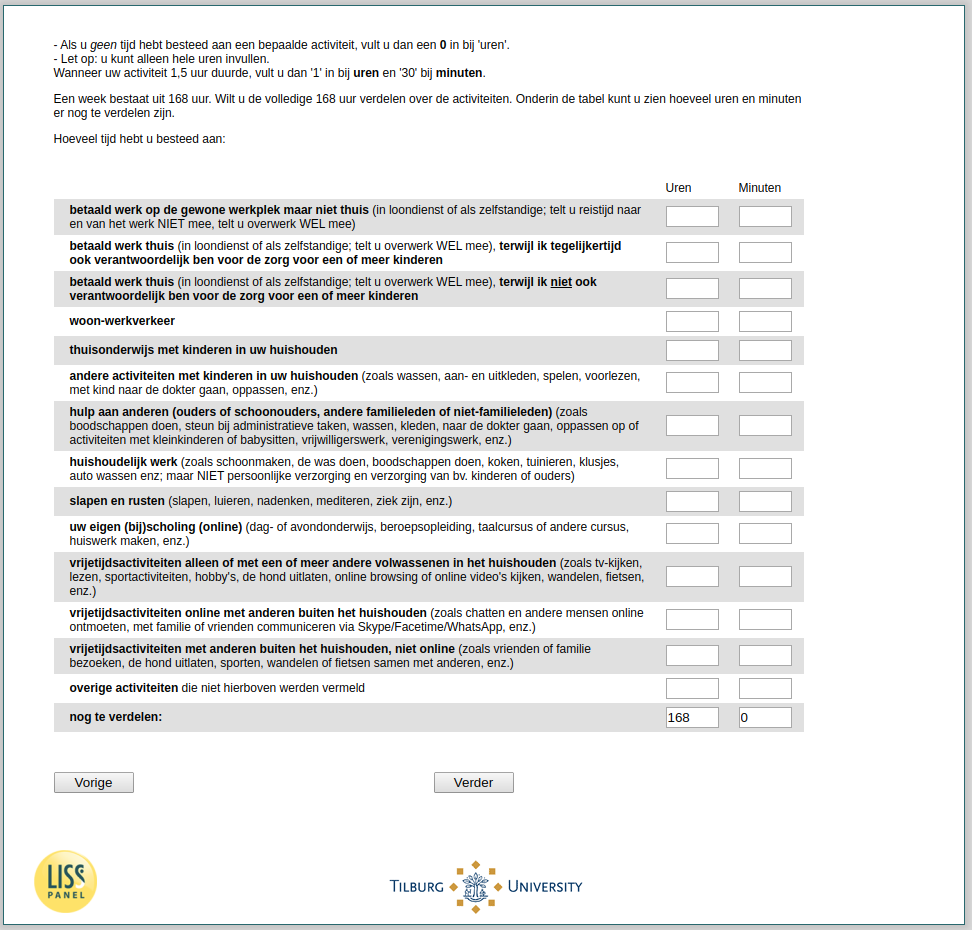 - Als u geen tijd hebt besteed aan een bepaalde activiteit, vult u dan een 0 in bij 'uren'.
- Let op: u kunt alleen hele uren invullen.
Wanneer uw activiteit 1,5 uur duurde, vult u dan '1' in bij uren en '30' bij minuten.
Een week bestaat uit 168 uur. Wilt u de volledige 168 uur verdelen over de activiteiten. Onderin de tabel kunt u zien hoeveel uren en minuten
er nog te verdelen zijn.
Hoeveel tijd hebt u besteed aan:
Uren Minuten
betaald werk op de gewone werkplek maar niet thuis (in loondienst of als zelfstandige; telt u reistijd naar
en van het werk NIET mee, telt u overwerk WEL mee)
betaald werk thuis (in loondienst of als zelfstandige; telt u overwerk WEL mee), terwijl ik tegelijkertijd
ook verantwoordelijk ben voor de zorg voor een of meer kinderen
betaald werk thuis (in loondienst of als zelfstandige; telt u overwerk WEL mee), terwijl ik niet ook
verantwoordelijk ben voor de zorg voor een of meer kinderen
woon-werkverkeer
thuisonderwijs met kinderen in uw huishouden
andere activiteiten met kinderen in uw huishouden (zoals wassen, aan- en uitkleden, spelen, voorlezen,
met kind naar de dokter gaan, oppassen, enz.)
hulp aan anderen (ouders of schoonouders, andere familieleden of niet-familieleden) (zoals
boodschappen doen, steun bij administratieve taken, wassen, kleden, naar de dokter gaan, oppassen op of
activiteiten met kleinkinderen of babysitten, vrijwilligerswerk, verenigingswerk, enz.)
huishoudelijk werk (zoals schoonmaken, de was doen, boodschappen doen, koken, tuinieren, klusjes,
auto wassen enz; maar NIET persoonlijke verzorging en verzorging van bv. kinderen of ouders)
slapen en rusten (slapen, luieren, nadenken, mediteren, ziek zijn, enz.)
uw eigen (bij)scholing (online) (dag- of avondonderwijs, beroepsopleiding, taalcursus of andere cursus,
huiswerk maken, enz.)
vrijetijdsactiviteiten alleen of met een of meer andere volwassenen in het huishouden (zoals tv-kijken,
lezen, sportactiviteiten, hobby's, de hond uitlaten, online browsing of online video's kijken, wandelen, fietsen,
enz.)
vrijetijdsactiviteiten online met anderen buiten het huishouden (zoals chatten en andere mensen online
ontmoeten, met familie of vrienden communiceren via Skype/Facetime/WhatsApp, enz.)
vrijetijdsactiviteiten met anderen buiten het huishouden, niet online (zoals vrienden of familie
bezoeken, de hond uitlaten, sporten, wandelen of fietsen samen met anderen, enz.)
overige activiteiten die niet hierboven werden vermeld
nog te verdelen: 168 0
Vorige Verder
LISS
PANEL
TILBURG UNIVERSITY